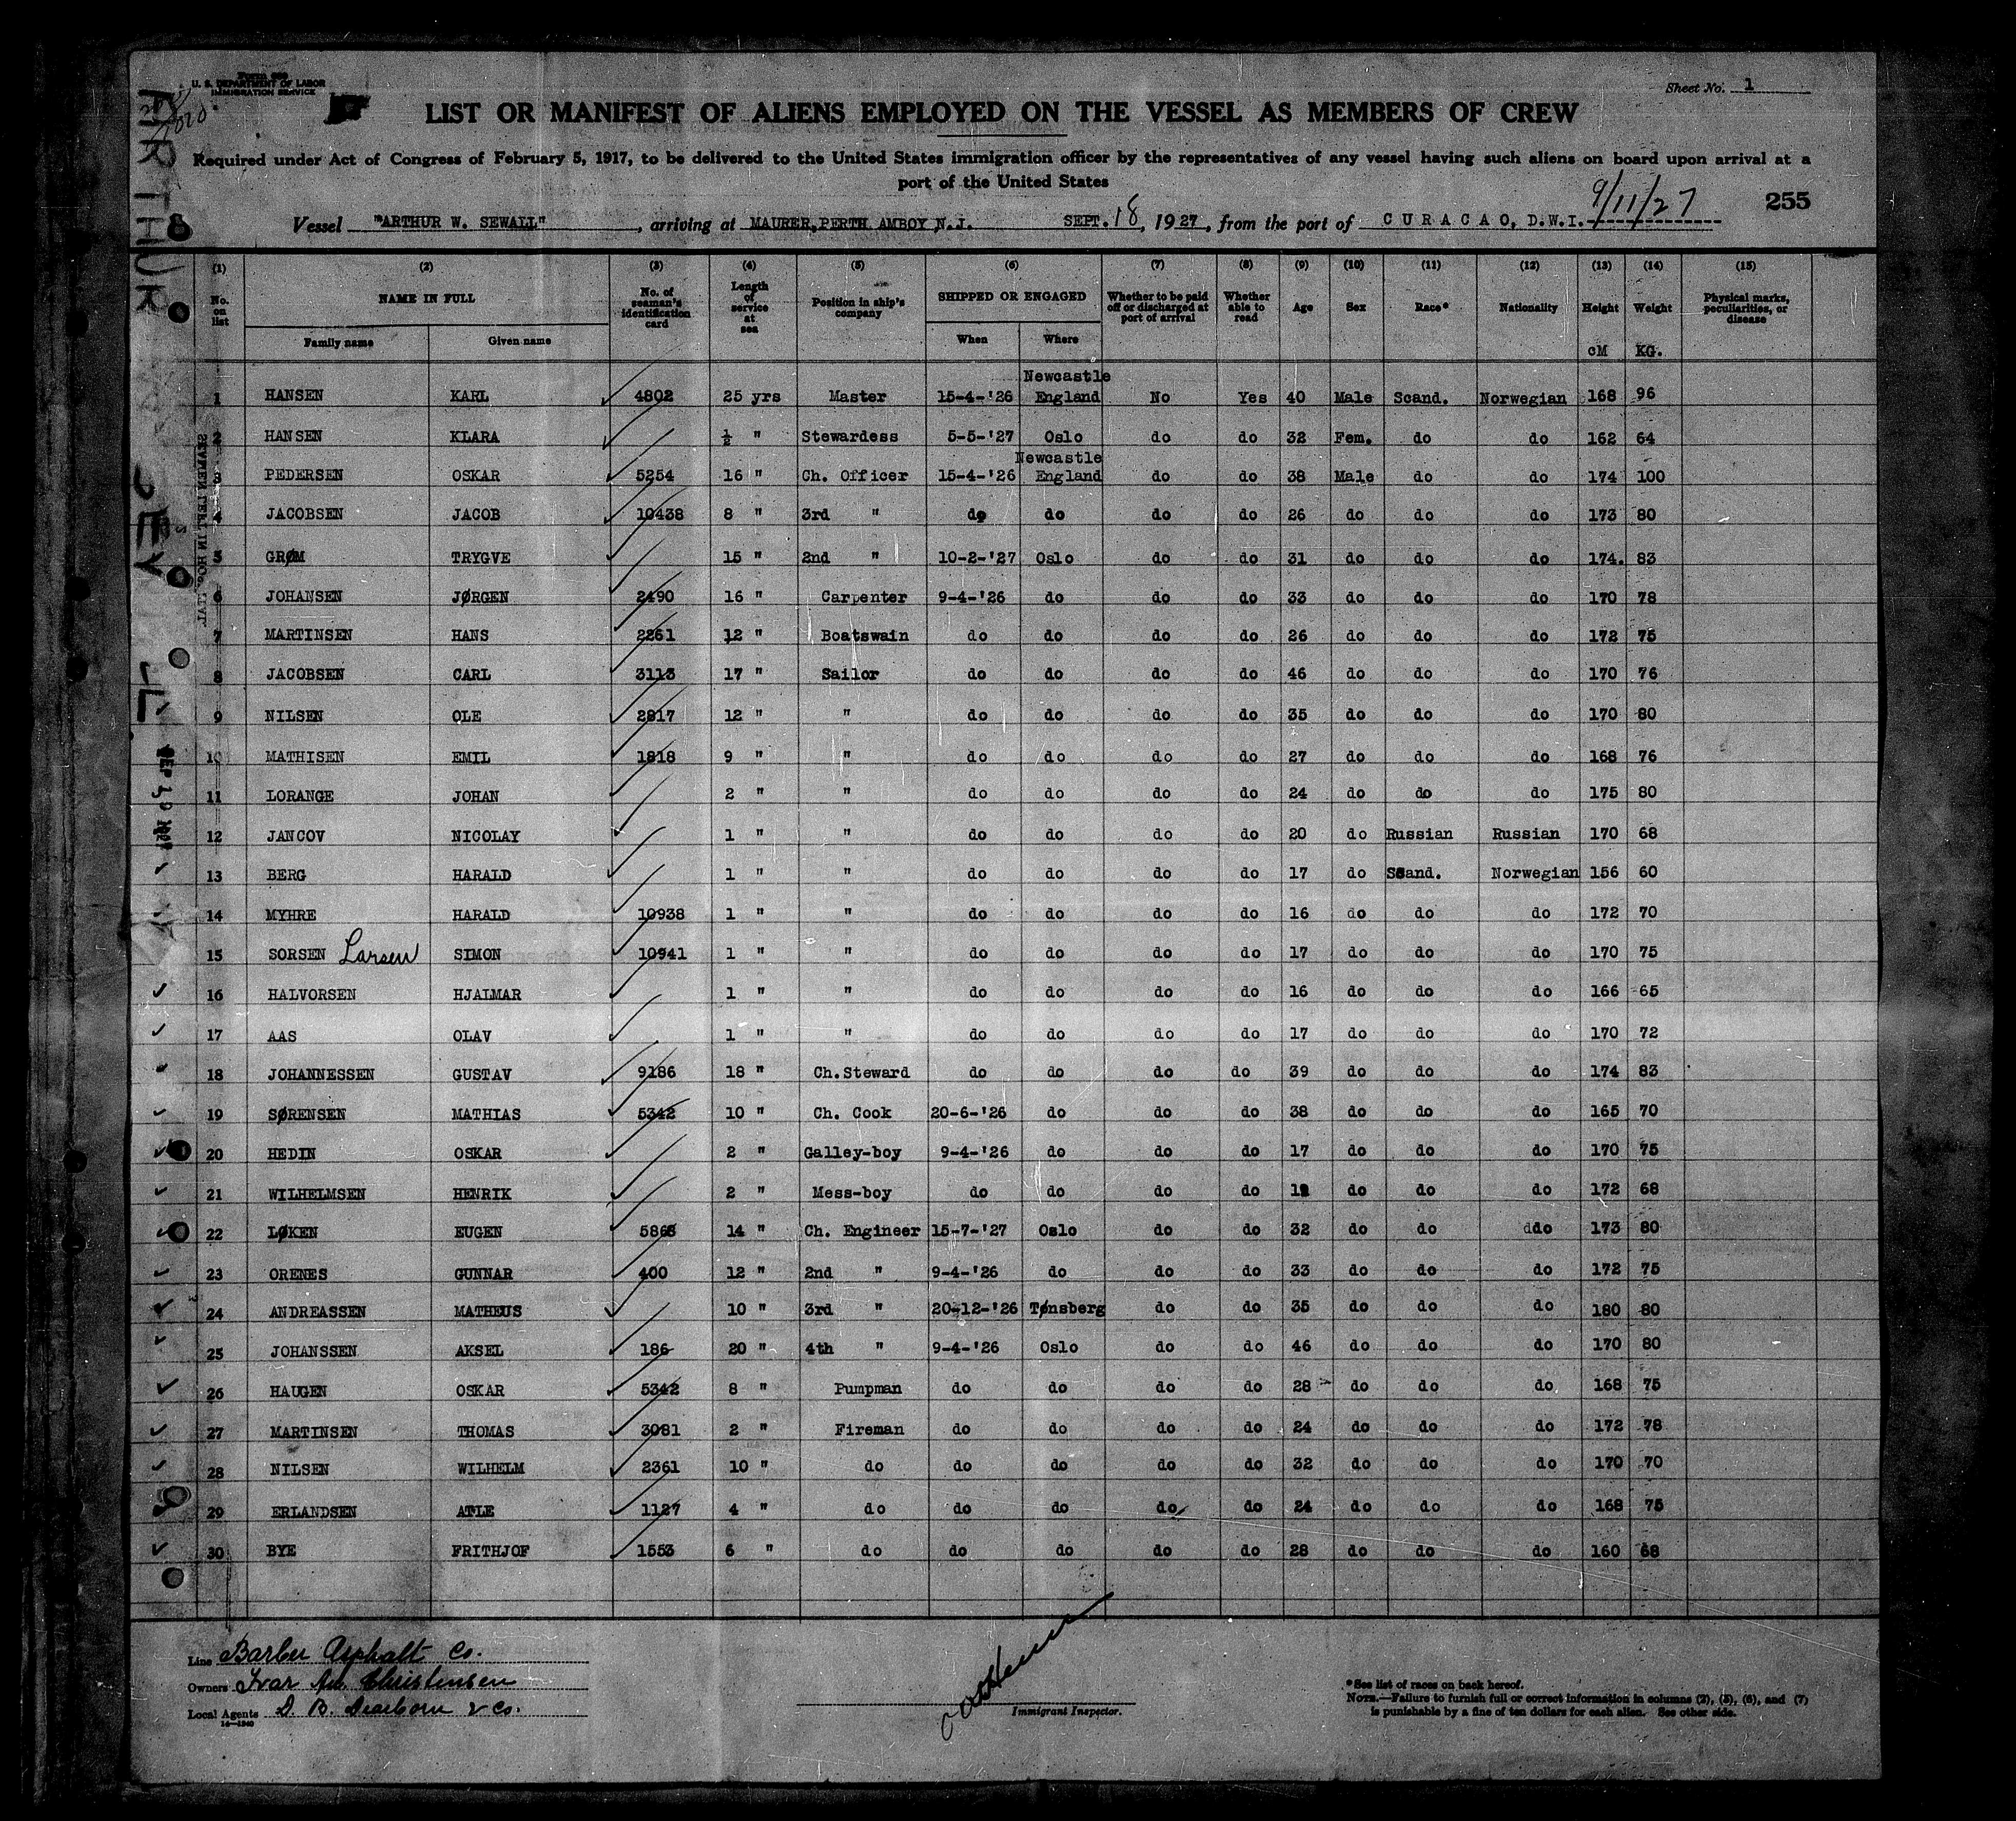 Form 689
U. S. DEPARTMENT OF LABOR
IMMIGRATION SERVICE
Sheet No. 1
LIST OR MANIFEST OF ALIENS EMPLOYED ON THE VESSEL AS MEMBERS OF CREW
Required under Act of Congress of February 5, 1917, to be delivered to the United States immigration officer by the representatives of any vessel having such aliens on board upon arrival at a
port of the United States
9/11/27
255
Vessel "ARTHUR W. SEWALL", arriving at MAURER, PERTH AMBOY N.J. SEPT. 18, 1927, from the port of CURACAO, D.W.I.
(1) (2) (3) (4) (5) (6) (7) (8) (9) (10) (11) (12) (13) (14) (15)
No. on list NAME IN FULL No. of seaman's identification card Length of service at sea Position in ship's company SHIPPED OR ENGAGED Whether to be paid off or discharged at port of arrival Whether able to read Age Sex Race* Nationality Height Weight Physical marks, peculiarities, or disease
Family name Given name When Where cM KG.
1 HANSEN KARL 4802 25 yrs Master 15-4-'26 Newcastle England No Yes 40 Male Scand. Norwegian 168 96
2 HANSEN KLARA ½ " Stewardess 5-5-'27 Oslo do do 32 Fem. do do 162 64
3 PEDERSEN OSKAR 5254 16 " Ch. Officer 15-4-'26 Newcastle England do do 38 Male do do 174 100
4 JACOBSEN JACOB 10438 8 " 3rd " do do do do 26 do do do 173 80
5 GRØM TRYGVE 15 " 2nd " 10-2-'27 Oslo do do 31 do do do 174. 83
6 JOHANSEN JØRGEN 2490 16 " Carpenter 9-4-'26 do do do 33 do do do 170 78
7 MARTINSEN HANS 2261 12 " Boatswain do do do do 26 do do do 172 75
8 JACOBSEN CARL 3113 17 " Sailor do do do do 46 do do do 170 76
9 NILSEN OLE 2817 12 " " do do do do 35 do do do 170 80
10 MATHISEN EMIL 1818 9 " " do do do do 27 do do do 168 76
11 LORANGE JOHAN 2 " " do do do do 24 do do do 175 80
12 JANCOV NICOLAY 1 " " do do do do 20 do Russian Russian 170 68
13 BERG HARALD 1 " " do do do do 17 do Scand. Norwegian 156 60
14 MYHRE HARALD 10938 1 " " do do do do 16 do do do 172 70
15 SORSEN Larsen SIMON 10941 1 " " do do do do 17 do do do 170 75
16 HALVORSEN HJALMAR 1 " " do do do do 16 do do do 166 65
17 AAS OLAV 1 " " do do do do 17 do do do 170 72
18 JOHANNESSEN GUSTAV 9186 18 " Ch.Steward do do do do 39 do do do 174 83
19 SØRENSEN MATHIAS 5342 10 " Ch. Cook 20-6-'26 do do do 38 do do do 165 70
20 HEDIN OSKAR 2 " Galley-boy 9-4-'26 do do do 17 do do do 170 75
21 WILHELMSEN HENRIK 2 " Mess-boy do do do do do do do 172 68
22 LØKEN EUGEN 5868 14 " Ch. Engineer 15-7-'27 Oslo do do 32 do do ddo 173 80
23 ORENES GUNNAR 400 12 " 2nd " 9-4-'26 do do do 33 do do do 172 75
24 ANDREASSEN MATHEUS 10 " 3rd " 20-12-'26 Tønsberg do do 35 do do do 180 80
25 JOHANSSEN AKSEL 186 20 " 4th " 9-4-'26 Oslo do do 46 do do do 170 80
26 HAUGEN OSKAR 5342 8 " Pumpman do do do do 28 do do do 168 75
27 MARTINSEN THOMAS 3081 2 " Fireman do do do do 24 do do do 172 78
28 NILSEN WILHELM 2361 10 " do do do do do 32 do do do 170 70
29 ERLANDSEN ATLE 1127 4 " do do do do do 24 do do do 168 75
30 BYE FRITHJOF 1553 6 " do do do do do 28 do do do 160 68
Line Barber Asphalt Co.
Owners Ivar An. Christensen
Local Agents D. B. Dearborn & Co.
14—1240
Immigrant Inspector.
*See list of races on back hereof.
NOTE.—Failure to furnish full or correct information in columns (2), (3), (6), and (7)
is punishable by a fine of ten dollars for each alien. See other side.